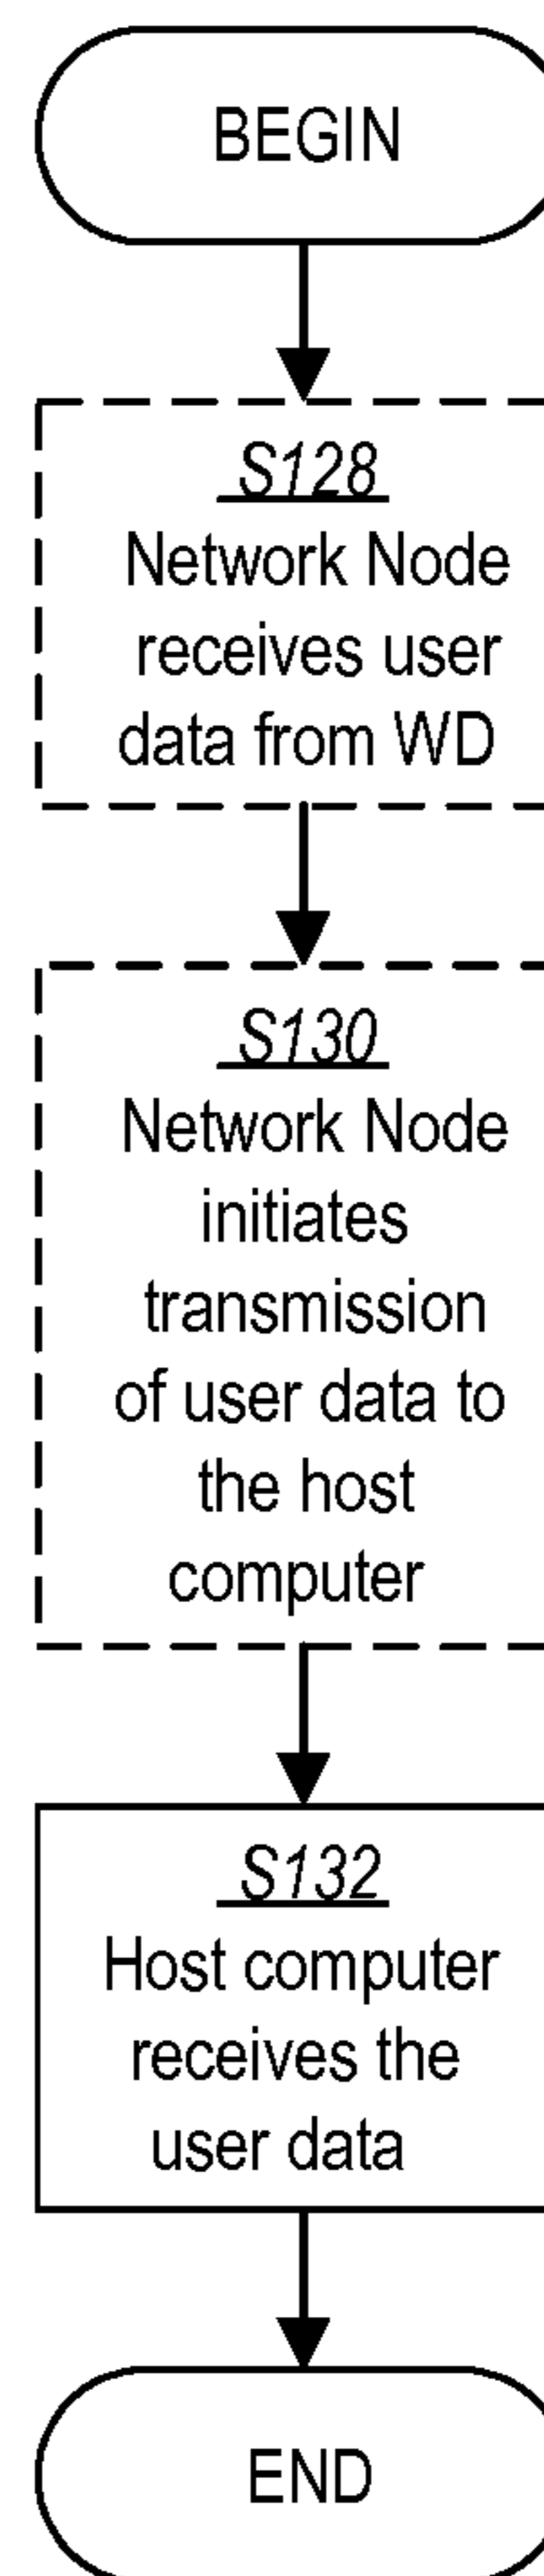 BEGIN
S128
Network Node
receives user
data from WD
S130
Network Node
initiates
transmission
of user data to
the host
computer
S132
Host computer
receives the
user data
END